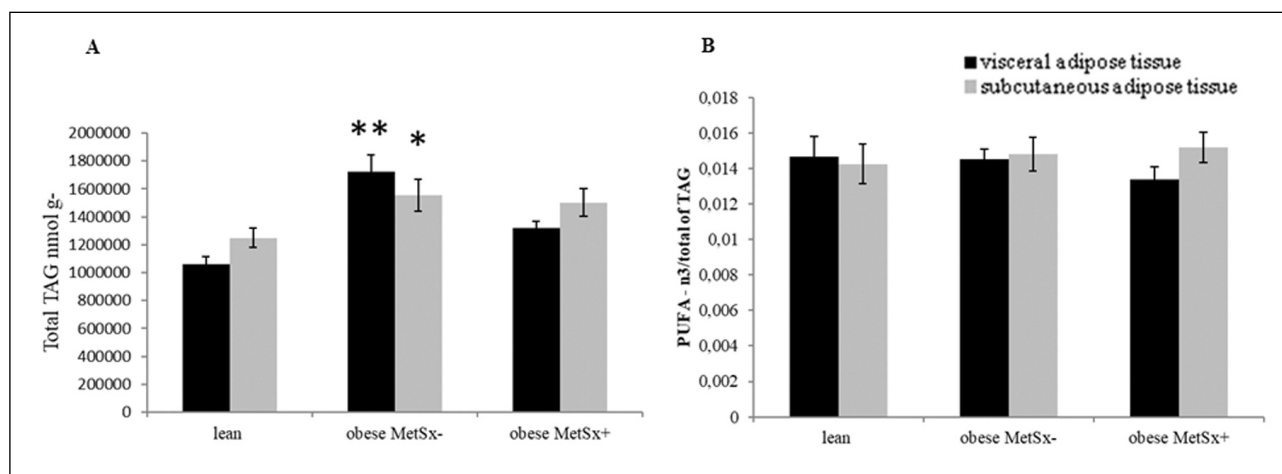 A
Total TAG nmol g-
2000000
1800000
1600000
1400000
1200000
1000000
800000
600000
400000
200000
0
** *
lean obese MetSx- obese MetSx+
B
visceral adipose tissue
subcutaneous adipose tissue
PUFA - n3/total of TAG
0,018
0,016
0,014
0,012
0,01
0,008
0,006
0,004
0,002
0
lean obese MetSx- obese MetSx+